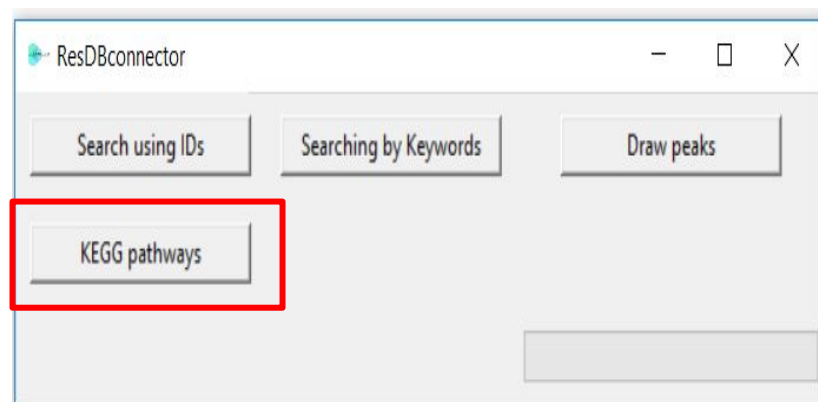 ResDBconnector
Search using IDs
Searching by Keywords
Draw peaks
KEGG pathways